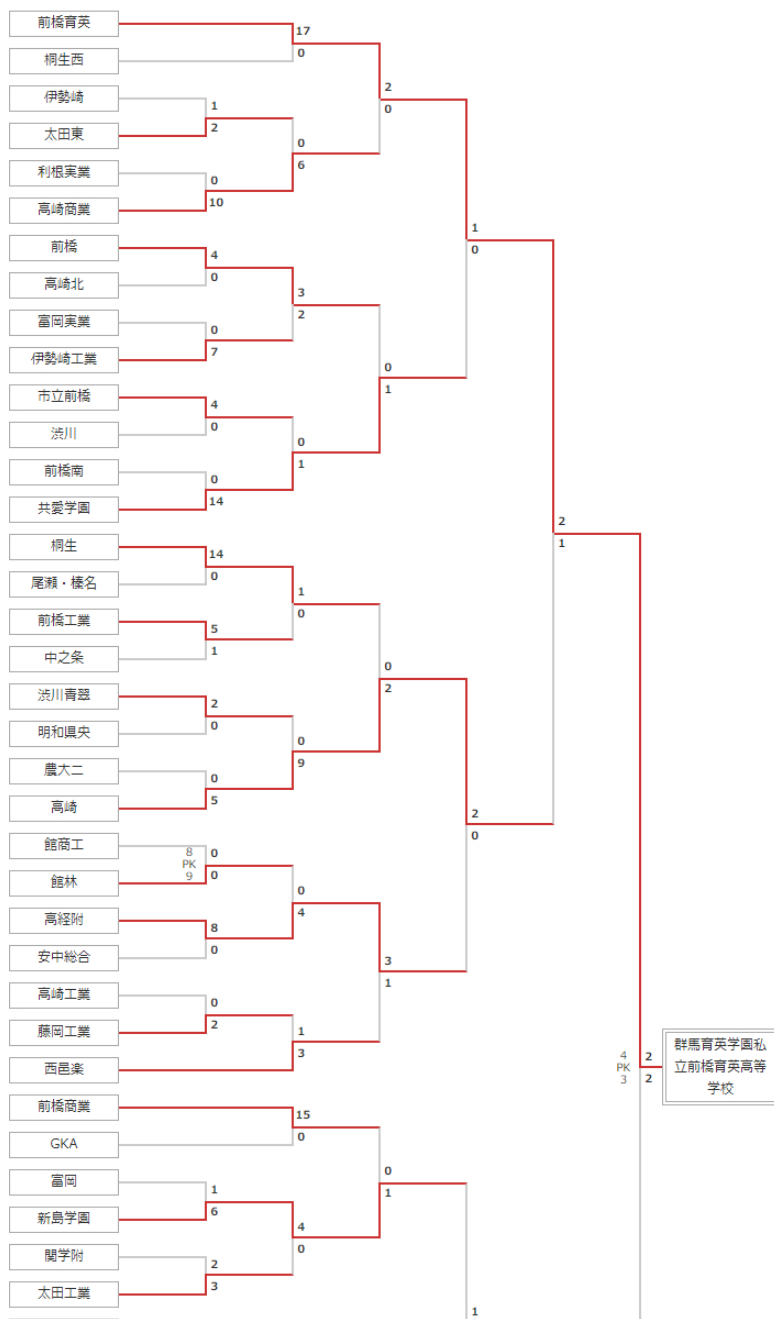 前橋育英
17
0
桐生西
2
0
伊勢崎
1
2
太田東
0
6
利根実業
0
10
高崎商業
1
0
前橋
4
0
高崎北
3
2
富岡実業
0
7
伊勢崎工業
0
1
市立前橋
4
0
渋川
0
1
前橋南
0
14
共愛学園
2
1
桐生
14
0
尾瀬・榛名
1
0
前橋工業
5
1
中之条
0
2
渋川青翠
2
0
明和県央
0
9
農大二
0
5
高崎
2
0
館商工
8
PK
9
0
0
館林
0
4
高経附
8
0
安中総合
3
1
高崎工業
0
2
藤岡工業
1
3
西邑楽
4
PK
3
2
2
群馬育英学園私
立前橋育英高等
学校
前橋商業
15
0
GKA
0
1
富岡
1
6
新島学園
4
0
関学附
2
3
太田工業
1